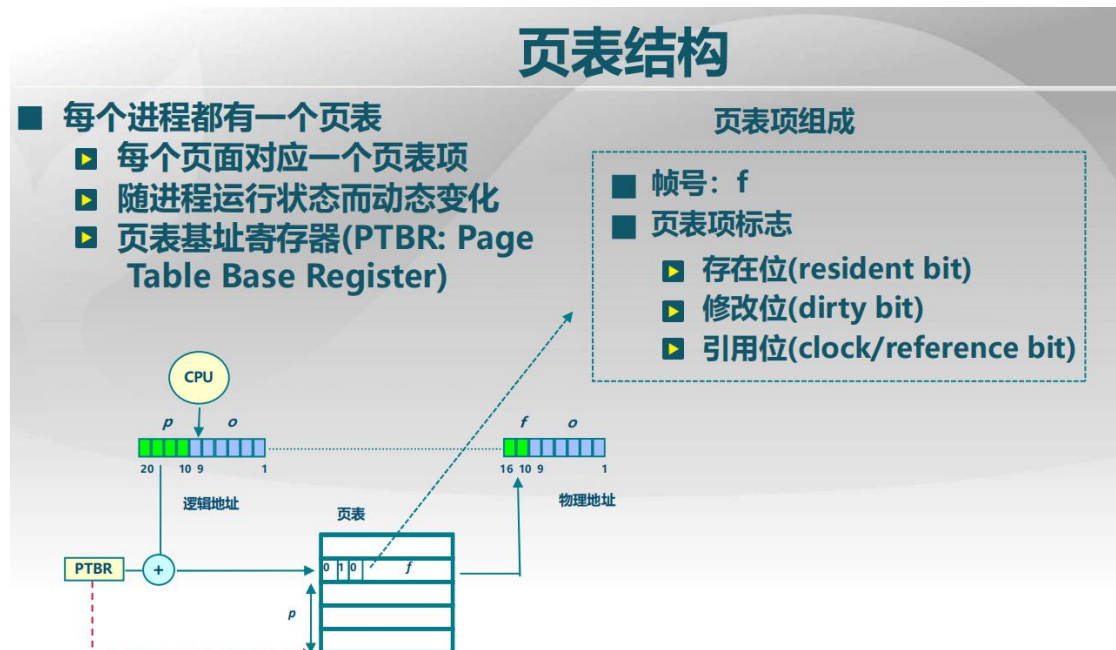 页表结构
每个进程都有一个页表
每个页面对应一个页表项
随进程运行状态而动态变化
页表基址寄存器(PTBR: Page
Table Base Register)
页表项组成
帧号: f
页表项标志
存在位(resident bit)
修改位(dirty bit)
引用位(clock/reference bit)
CPU
p o
20 10 9 1
逻辑地址
f o
16 10 9 1
物理地址
页表
PTBR
+
0 1 0 f
p